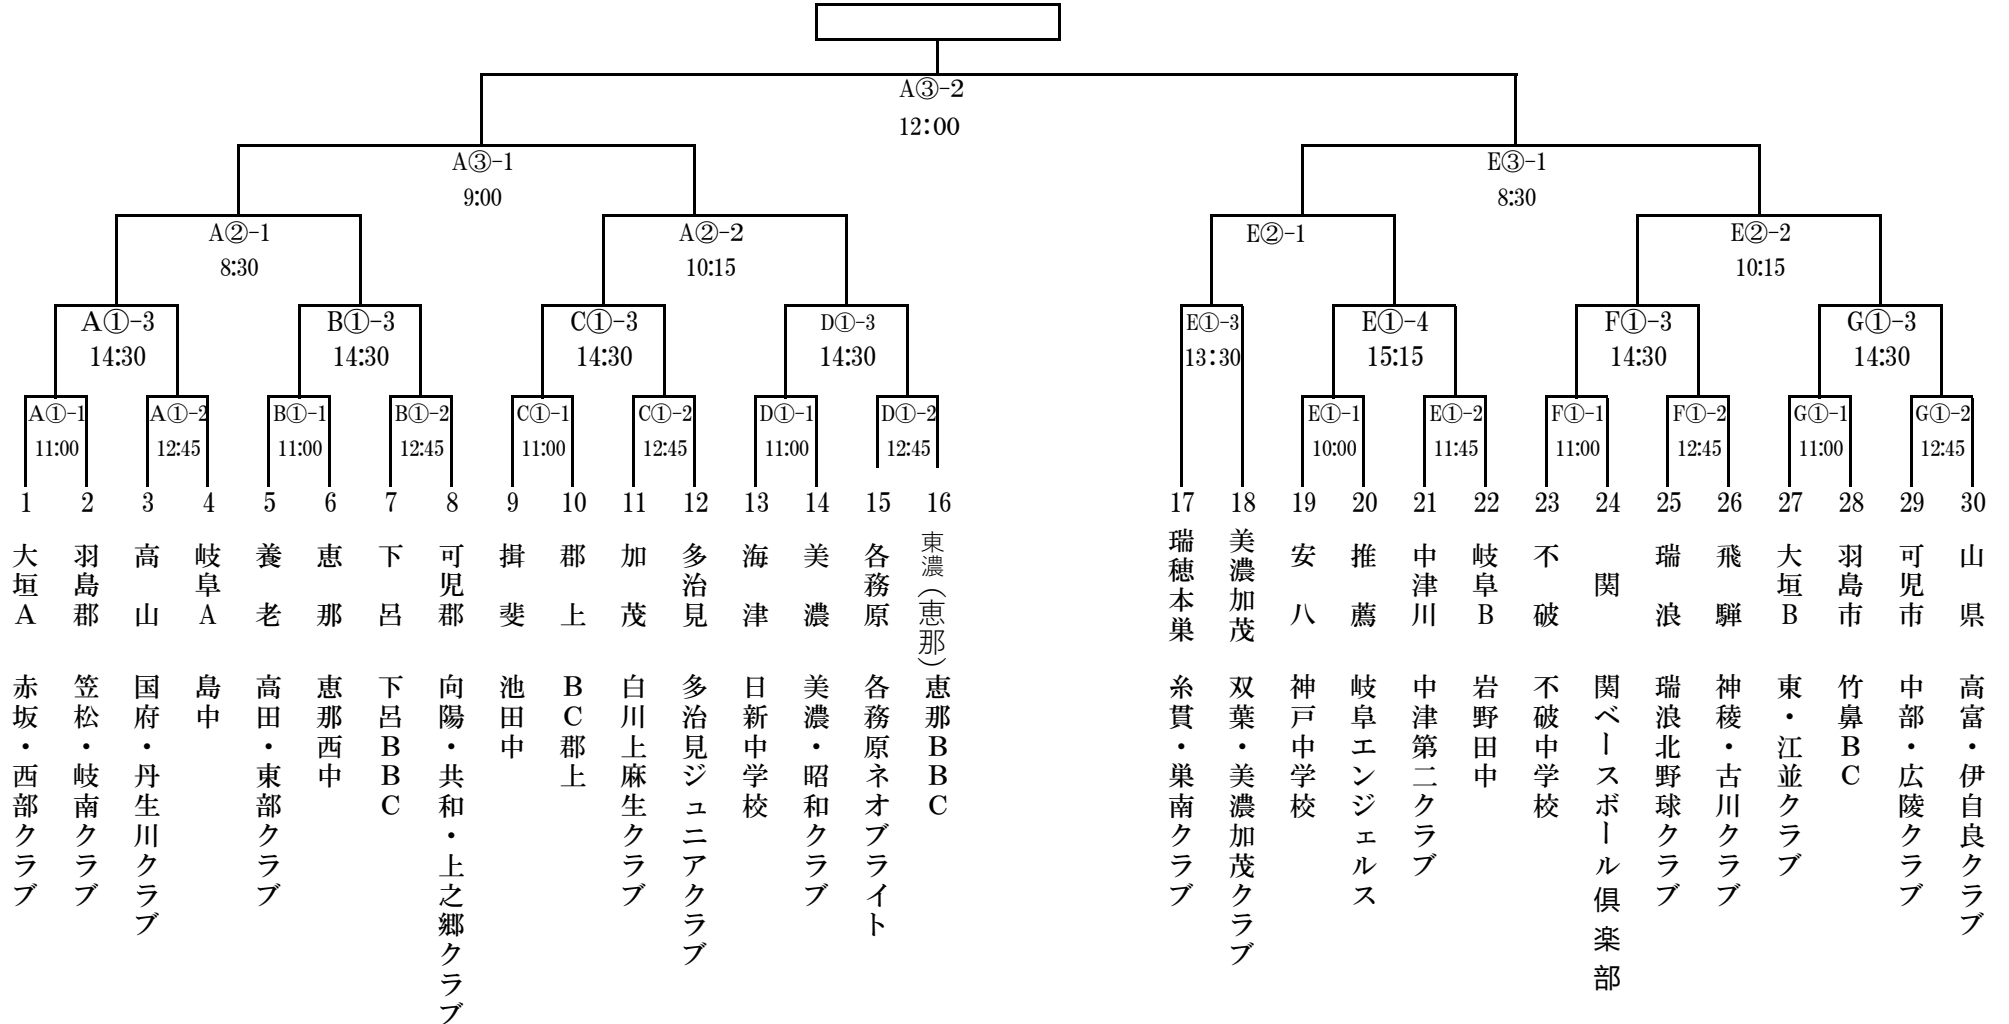 A③-2
12:00
A③-1
9:00
E③-1
8:30
A②-1
8:30
A②-2
10:15
E②-1
E②-2
10:15
A①-3
14:30
B①-3
14:30
C①-3
14:30
D①-3
14:30
E①-3
13:30
E①-4
15:15
F①-3
14:30
G①-3
14:30
A①-1
11:00
A①-2
12:45
B①-1
11:00
B①-2
12:45
C①-1
11:00
C①-2
12:45
D①-1
11:00
D①-2
12:45
E①-1
10:00
E①-2
11:45
F①-1
11:00
F①-2
12:45
G①-1
11:00
G①-2
12:45
1
大垣A
赤坂・西部クラブ
2
羽島郡
笠松・岐南クラブ
3
高山
国府・丹生川クラブ
4
岐阜A
島中
5
養老
高田・東部クラブ
6
恵那
恵那西中
7
下呂
下呂BBC
8
可児郡
向陽・共和・上之郷クラブ
9
揖斐
池田中
10
郡上
BC郡上
11
加茂
白川上麻生クラブ
12
多治見
多治見ジュニアクラブ
13
海津
日新中学校
14
美濃
美濃・昭和クラブ
15
各務原
各務原ネオブライト
16
東濃(恵那)
恵那BBC
17
瑞穂本巣
糸貫・巣南クラブ
18
美濃加茂
双葉・美濃加茂クラブ
19
安八
神戸中学校
20
推薦
岐阜エンジェルス
21
中津川
中津第二クラブ
22
岐阜B
岩野田中
23
不破
不破中学校
24
関
関ベースボール倶楽部
25
瑞浪
瑞浪北野球クラブ
26
飛騨
神稜・古川クラブ
27
大垣B
東・江並クラブ
28
羽島市
竹鼻BC
29
可児市
中部・広陵クラブ
30
山県
高富・伊自良クラブ